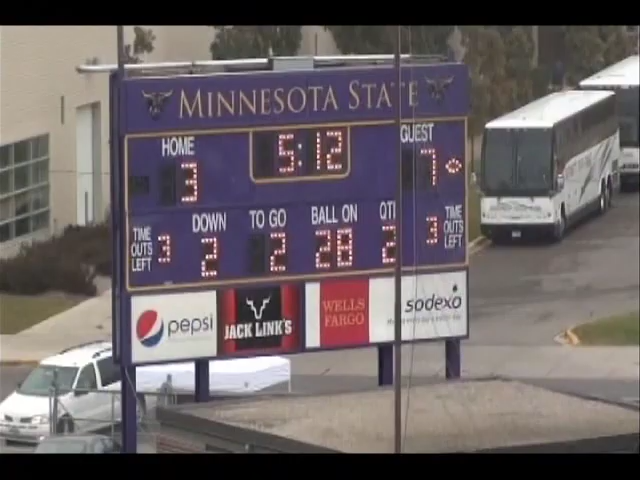 MINNESOTA STATE
HOME 5:12 GUEST
3 7
DOWN TO GO BALL ON QT
TIME OUTS LEFT 3 2 2 28 2 3 TIME OUTS LEFT
pepsi JACK LINK'S WELLS FARGO sodexo